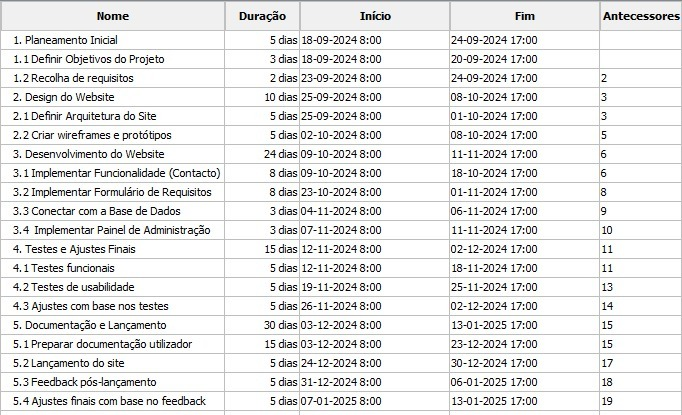 Nome Duração Início Fim Antecessores
1. Planeamento Inicial 5 dias 18-09-2024 8:00 24-09-2024 17:00
1.1 Definir Objetivos do Projeto 3 dias 18-09-2024 8:00 20-09-2024 17:00
1.2 Recolha de requisitos 2 dias 23-09-2024 8:00 24-09-2024 17:00 2
2. Design do Website 10 dias 25-09-2024 8:00 08-10-2024 17:00 3
2.1 Definir Arquitetura do Site 5 dias 25-09-2024 8:00 01-10-2024 17:00 3
2.2 Criar wireframes e protótipos 5 dias 02-10-2024 8:00 08-10-2024 17:00 5
3. Desenvolvimento do Website 24 dias 09-10-2024 8:00 11-11-2024 17:00 6
3.1 Implementar Funcionalidade (Contacto) 8 dias 09-10-2024 8:00 18-10-2024 17:00 6
3.2 Implementar Formulário de Requisitos 8 dias 23-10-2024 8:00 01-11-2024 17:00 8
3.3 Conectar com a Base de Dados 3 dias 04-11-2024 8:00 06-11-2024 17:00 9
3.4 Implementar Painel de Administração 3 dias 07-11-2024 8:00 11-11-2024 17:00 10
4. Testes e Ajustes Finais 15 dias 12-11-2024 8:00 02-12-2024 17:00 11
4.1 Testes funcionais 5 dias 12-11-2024 8:00 18-11-2024 17:00 11
4.2 Testes de usabilidade 5 dias 19-11-2024 8:00 25-11-2024 17:00 13
4.3 Ajustes com base nos testes 5 dias 26-11-2024 8:00 02-12-2024 17:00 14
5. Documentação e Lançamento 30 dias 03-12-2024 8:00 13-01-2025 17:00 15
5.1 Preparar documentação utilizador 15 dias 03-12-2024 8:00 23-12-2024 17:00 15
5.2 Lançamento do site 5 dias 24-12-2024 8:00 30-12-2024 17:00 17
5.3 Feedback pós-lançamento 5 dias 31-12-2024 8:00 06-01-2025 17:00 18
5.4 Ajustes finais com base no feedback 5 dias 07-01-2025 8:00 13-01-2025 17:00 19